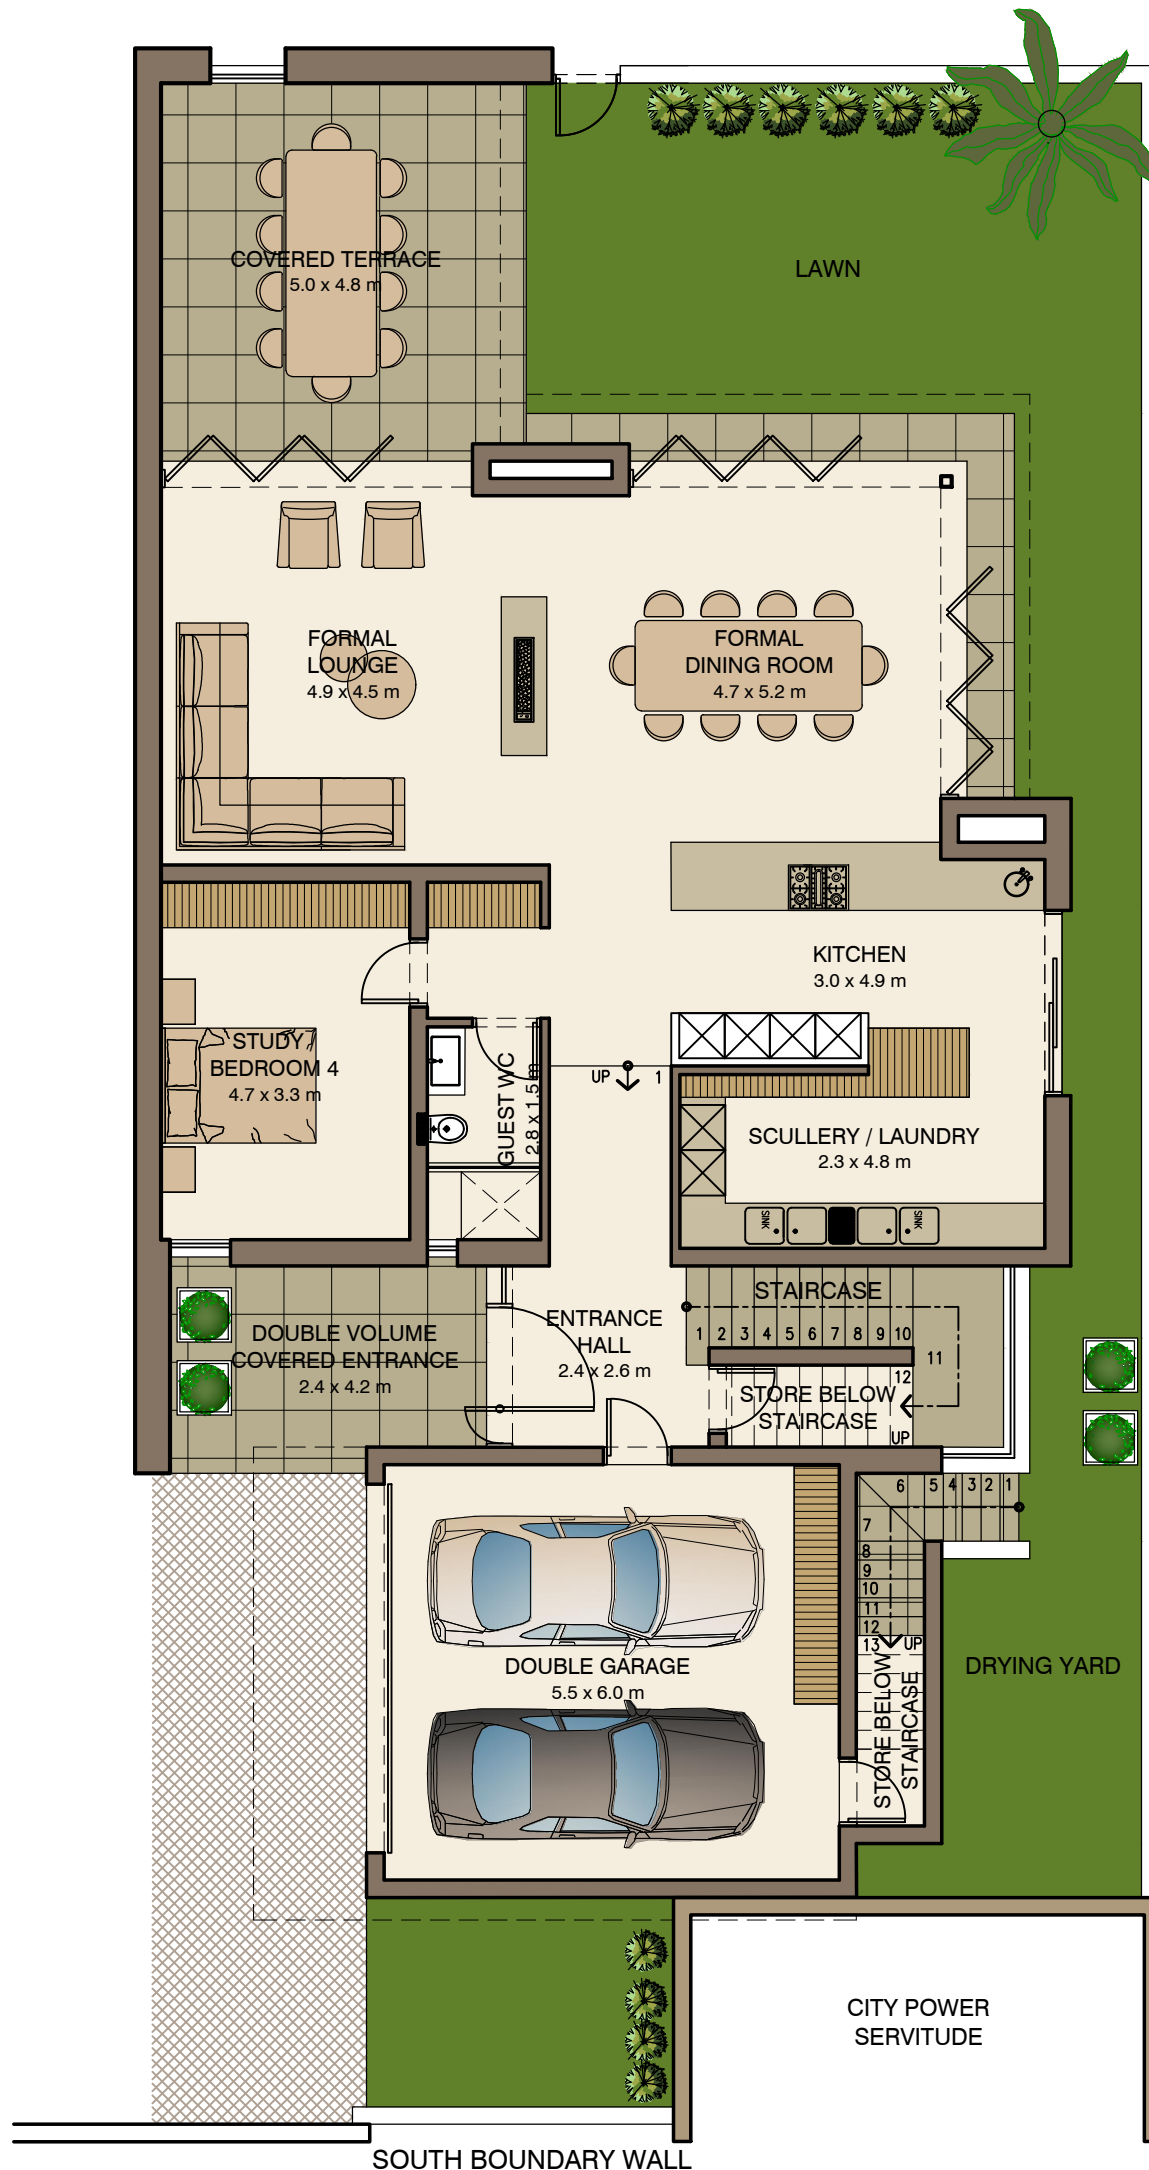 COVERED TERRACE
5.0 x 4.8 m
LAWN
FORMAL
LOUNGE
4.9 x 4.5 m
FORMAL
DINING ROOM
4.7 x 5.2 m
KITCHEN
3.0 x 4.9 m
STUDY /
BEDROOM 4
4.7 x 3.3 m
GUEST WC
2.8 x 1.5 m
UP
1
SCULLERY / LAUNDRY
2.3 x 4.8 m
SINK
SINK
STAIRCASE
1 2 3 4 5 6 7 8 9 10
11
12
UP
ENTRANCE
HALL
2.4 x 2.6 m
DOUBLE VOLUME
COVERED ENTRANCE
2.4 x 4.2 m
STORE BELOW
STAIRCASE
6 5 4 3 2 1
7
8
9
10
11
12
13
UP
DOUBLE GARAGE
5.5 x 6.0 m
STORE BELOW
STAIRCASE
DRYING YARD
CITY POWER
SERVITUDE
SOUTH BOUNDARY WALL